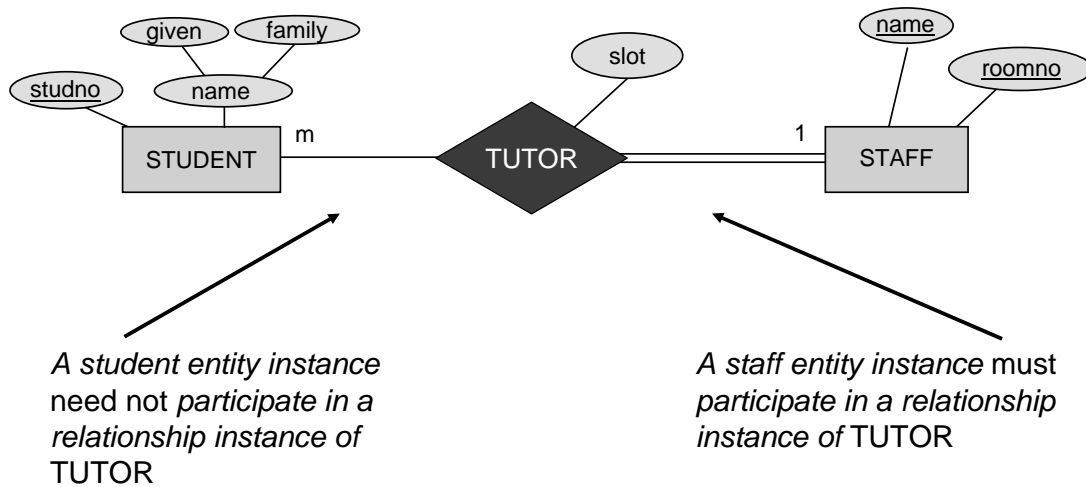 given
family
name
slot
studno
name
roomno
m
1
STUDENT
TUTOR
STAFF
A student entity instance
need not participate in a
relationship instance of
TUTOR
A staff entity instance must
participate in a relationship
instance of TUTOR